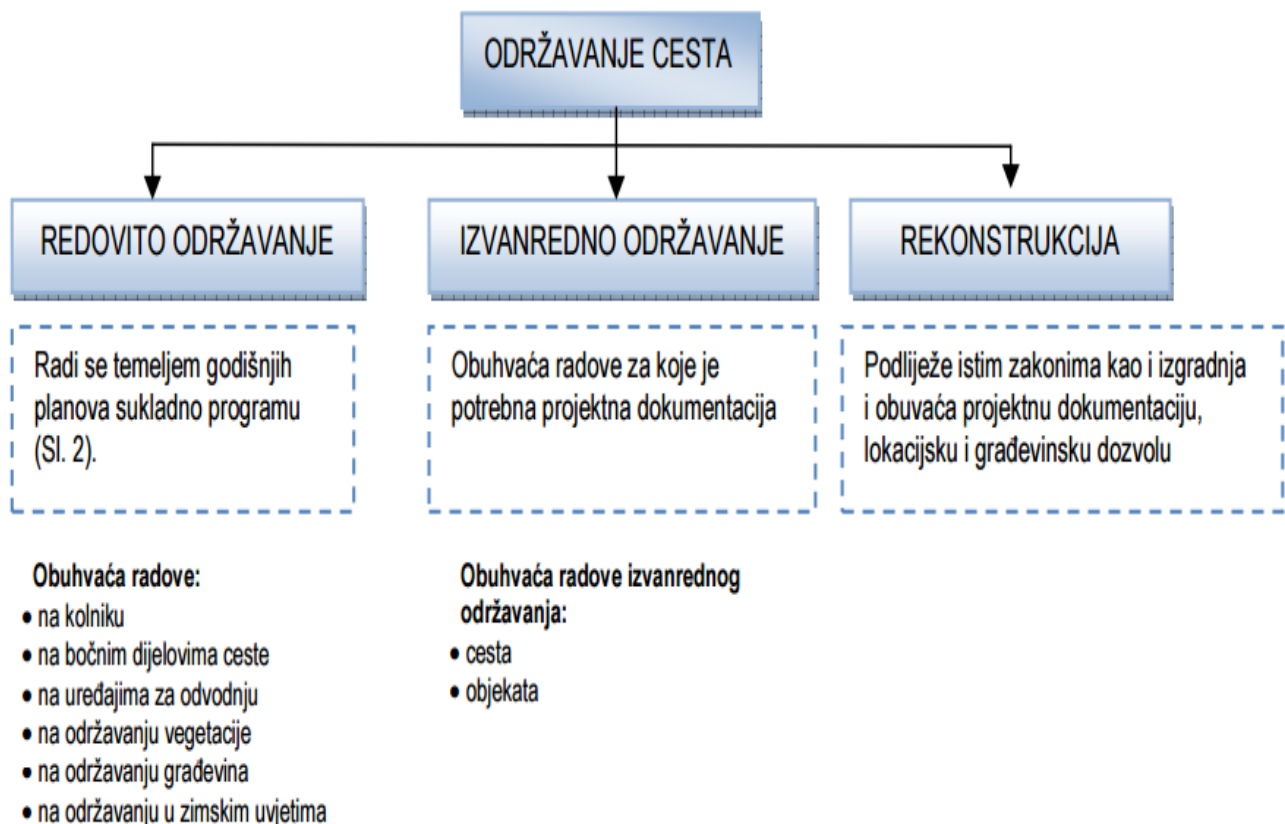 ODRŽAVANJE CESTA
REDOVITO ODRŽAVANJE
IZVANREDNO ODRŽAVANJE
REKONSTRUKCIJA
Radi se temeljem godišnjih
planova sukladno programu
(Sl. 2).
Obuhvaća radove za koje je
potrebna projektna dokumentacija
Podliježe istim zakonima kao i izgradnja
i obuvaća projektnu dokumentaciju,
lokacijsku i građevinsku dozvolu
Obuhvaća radove:
• na kolniku
• na bočnim dijelovima ceste
• na uređajima za odvodnju
• na održavanju vegetacije
• na održavanju građevina
• na održavanju u zimskim uvjetima
Obuhvaća radove izvanrednog
održavanja:
• cesta
• objekata